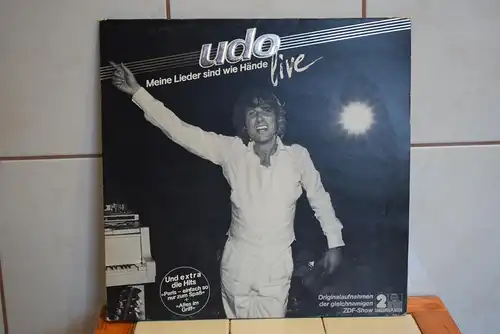 udo
Meine Lieder sind wie Hände
live
Und extra
die Hits
»Paris – einfach so
nur zum Spaß«
+
»Alles im
Griff«
Originalaufnahmen
der gleichnamigen
ZDF-Show
2